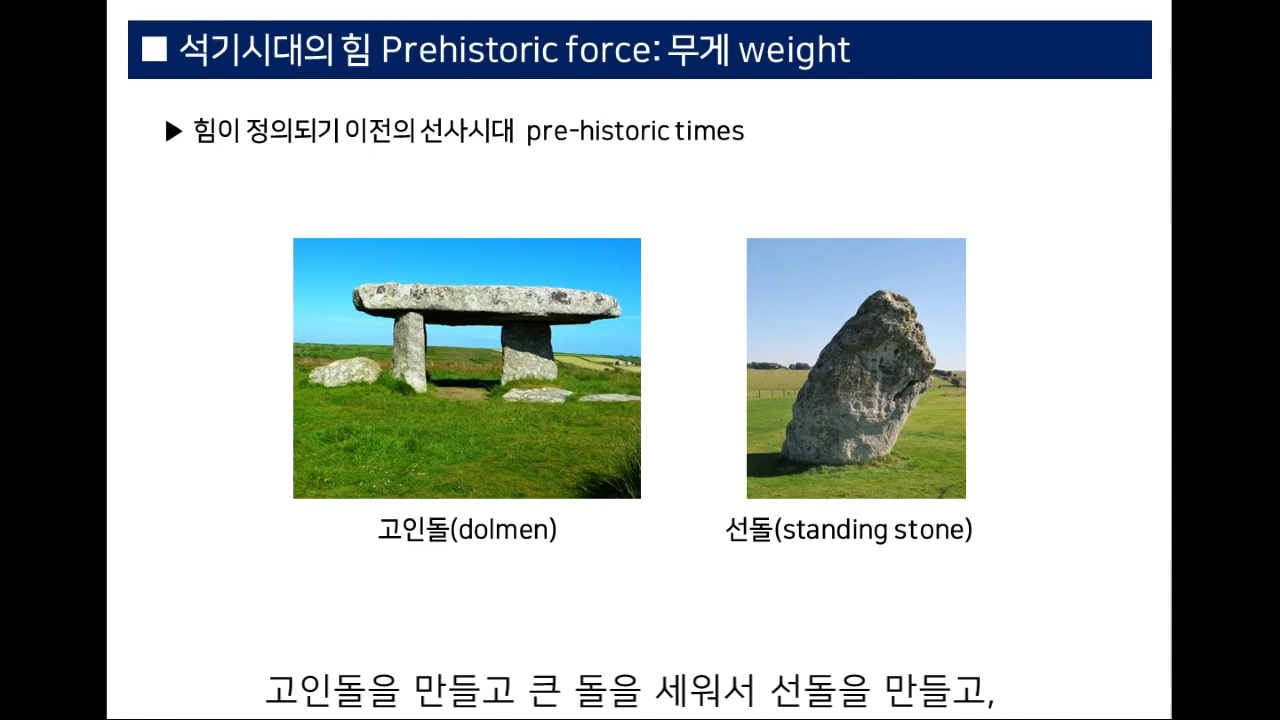 ■ 석기시대의 힘 Prehistoric force: 무게 weight
▶ 힘이 정의되기 이전의 선사시대 pre-historic times
고인돌(dolmen)
선돌(standing stone)
고인돌을 만들고 큰 돌을 세워서 선돌을 만들고,